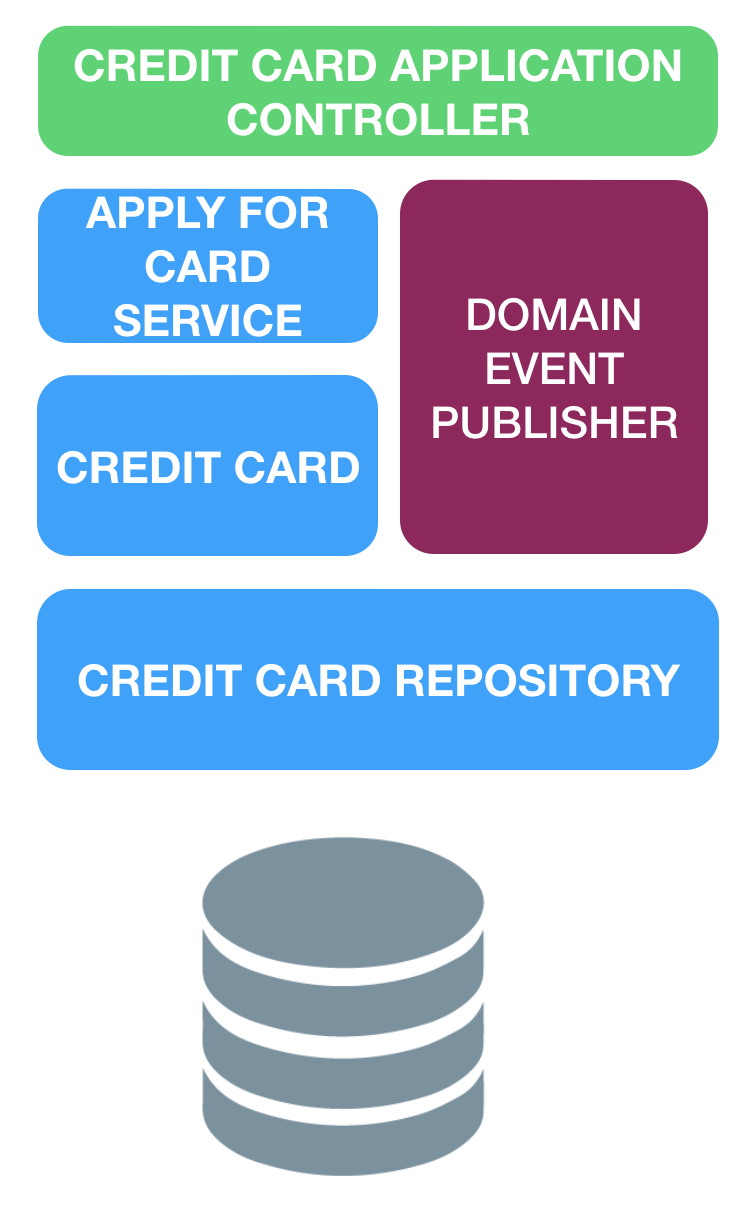 CREDIT CARD APPLICATION
CONTROLLER
APPLY FOR
CARD
SERVICE
DOMAIN
EVENT
PUBLISHER
CREDIT CARD
CREDIT CARD REPOSITORY